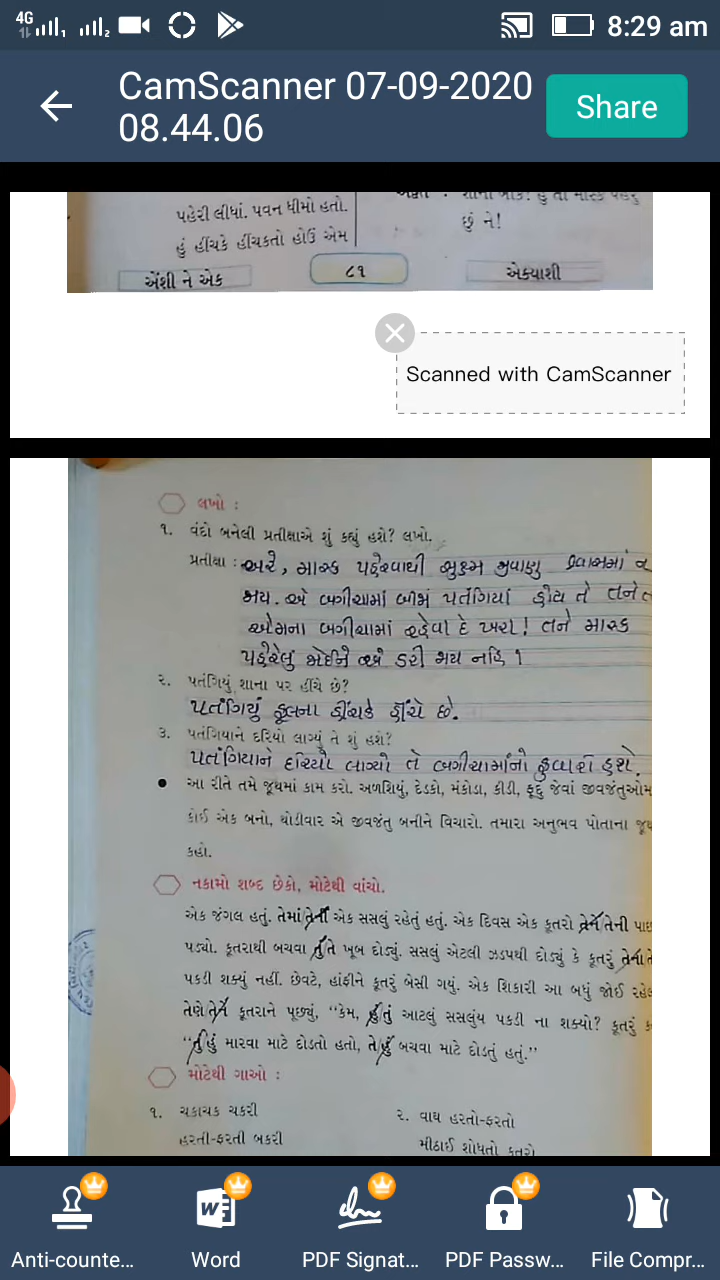 4G
8:29 am
CamScanner 07-09-2020
08.44.06
Share
પહેરી લીધાં. પવન ધીમો હતો.
હું હીંચકે હીંચકતો હોઉં એમ
છું ને!
એંશી ને એક
૮૧
એક્યાશી
Scanned with CamScanner
લખો :
૧. વંદો બનેલી પ્રતીક્ષાએ શું કહ્યું હશે? લખો.
પ્રતીક્ષા : અરે, માસ્ક પહેરવાથી સુક્ષ્મ જીવાણુ શ્વાસમાં ન
જાય. એ બગીચામાં બીજાં પતંગિયાં હોય તે તને
બગીચામાં રહેવા દે ખરા! તને માસ્ક
પહેરેલું જોઈને ડરી જાય નહિ !
૨. પતંગિયું શાના પર હીંચે છે?
પતંગિયું ફૂલના હીંચકે હીંચે છે.
૩. પતંગિયાને દરિયો લાગ્યું તે શું હશે?
પતંગિયાને દરિયો લાગ્યો તે બગીચામાંનો ફુવારો હશે.
• આ રીતે તમે જૂથમાં કામ કરો. અળશિયું, દેડકો, મંકોડા, કીડી, ફૂદું જેવાં જીવજંતુઓમ
કોઈ એક બનો, થોડીવાર એ જીવજંતુ બનીને વિચારો. તમારા અનુભવ પોતાના જૂથ
કહો.
નકામો શબ્દ છેકો, મોટેથી વાંચો.
એક જંગલ હતું. તેમાં તેની એક સસલું રહેતું હતું. એક દિવસ એક કૂતરો તેને તેની પાછ
પડ્યો. કૂતરાથી બચવા તું તે ખૂબ દોડ્યું. સસલું એટલી ઝડપથી દોડ્યું કે કૂતરું તેના તે
પકડી શક્યું નહીં. છેવટે, હાંફીને કૂતરું બેસી ગયું. એક શિકારી આ બધું જોઈ રહેલ
તેણે તેને કૂતરાને પૂછ્યું, “કેમ, હું તું આટલું સસલુંય પકડી ના શક્યો? કૂતરું ક
“તું હું મારવા માટે દોડતો હતો, તે હું બચવા માટે દોડતું હતું.”
મોટેથી ગાઓ :
૧. ચકાચક ચકરી
હરતી-ફરતી બકરી
૨. વાઘ હરતો-ફરતો
મીઠાઈ શોધતો કૂતરો
Anti-counte...
Word
PDF Signat...
PDF Passw...
File Compr...